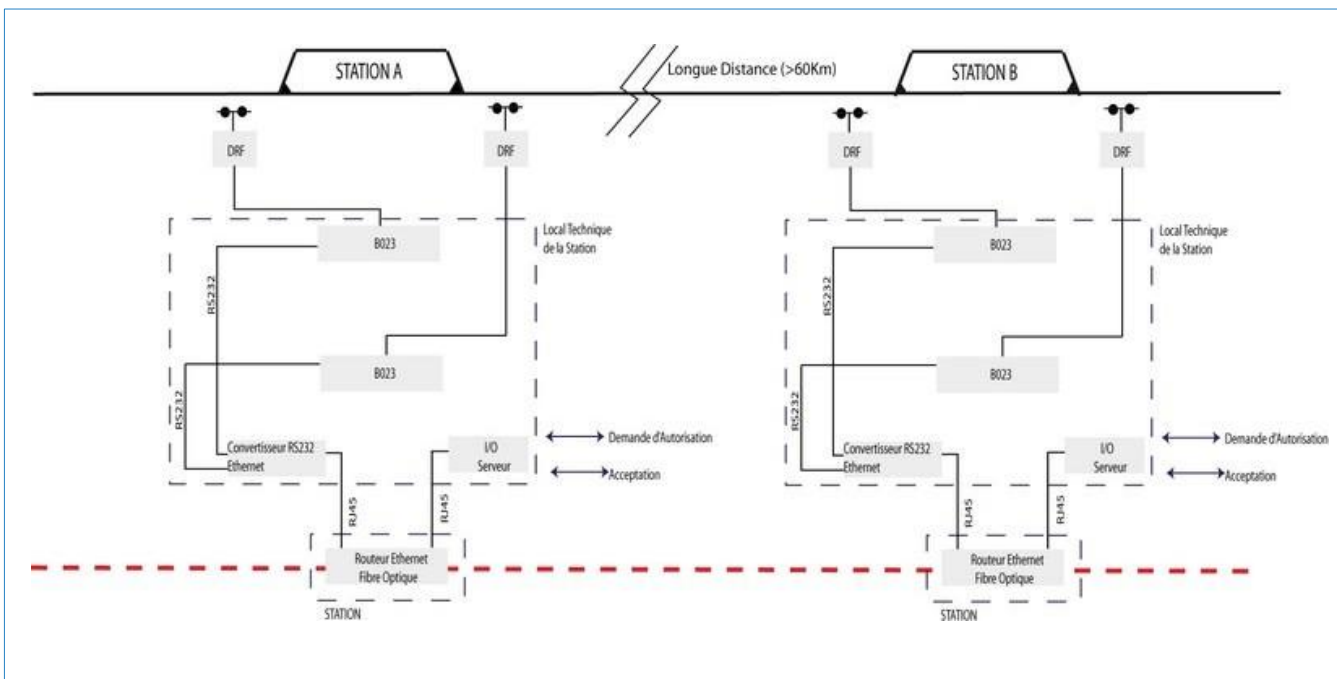 STATION A
Longue Distance (>60Km)
STATION B
DRF
DRF
DRF
DRF
B023
Local Technique
de la Station
B023
Local Technique
de la Station
RS232
RS232
B023
B023
RS232
RS232
Convertisseur RS232
Ethernet
I/O
Serveur
Demande d'Autorisation
Acceptation
Convertisseur RS232
Ethernet
I/O
Serveur
Demande d'Autorisation
Acceptation
RJ45
RJ45
RJ45
RJ45
Routeur Ethernet
Fibre Optique
Routeur Ethernet
Fibre Optique
STATION
STATION